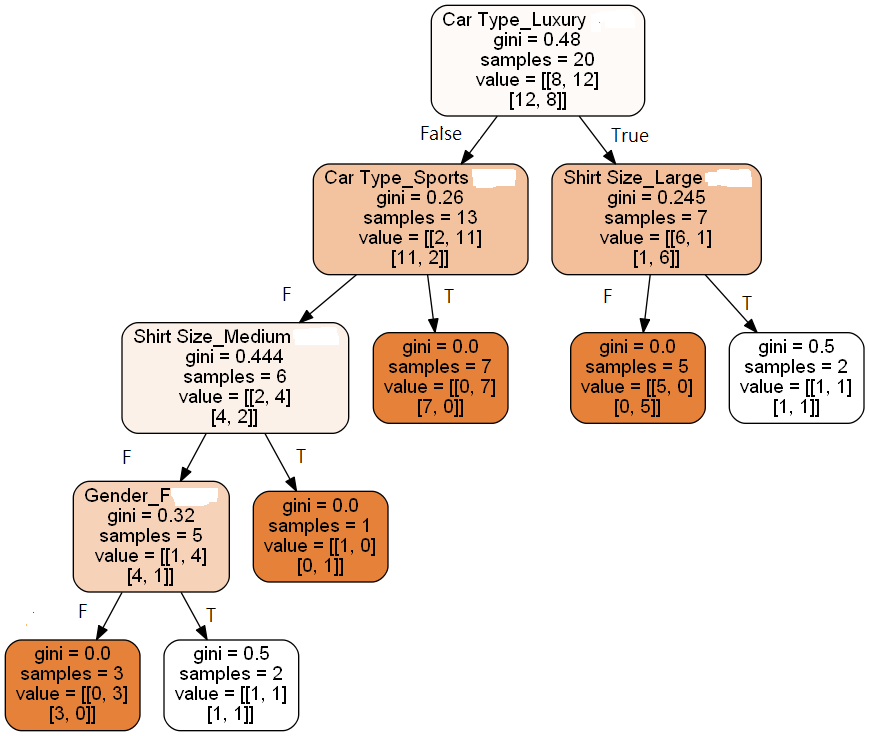 Car Type_Luxury
gini = 0.48
samples = 20
value = [[8, 12]
[12, 8]]
False
True
Car Type_Sports
gini = 0.26
samples = 13
value = [[2, 11]
[11, 2]]
Shirt Size_Large
gini = 0.245
samples = 7
value = [[6, 1]
[1, 6]]
F
T
F
T
Shirt Size_Medium
gini = 0.444
samples = 6
value = [[2, 4]
[4, 2]]
gini = 0.0
samples = 7
value = [[0, 7]
[7, 0]]
gini = 0.0
samples = 5
value = [[5, 0]
[0, 5]]
gini = 0.5
samples = 2
value = [[1, 1]
[1, 1]]
F
T
Gender_F
gini = 0.32
samples = 5
value = [[1, 4]
[4, 1]]
gini = 0.0
samples = 1
value = [[1, 0]
[0, 1]]
F
T
gini = 0.0
samples = 3
value = [[0, 3]
[3, 0]]
gini = 0.5
samples = 2
value = [[1, 1]
[1, 1]]